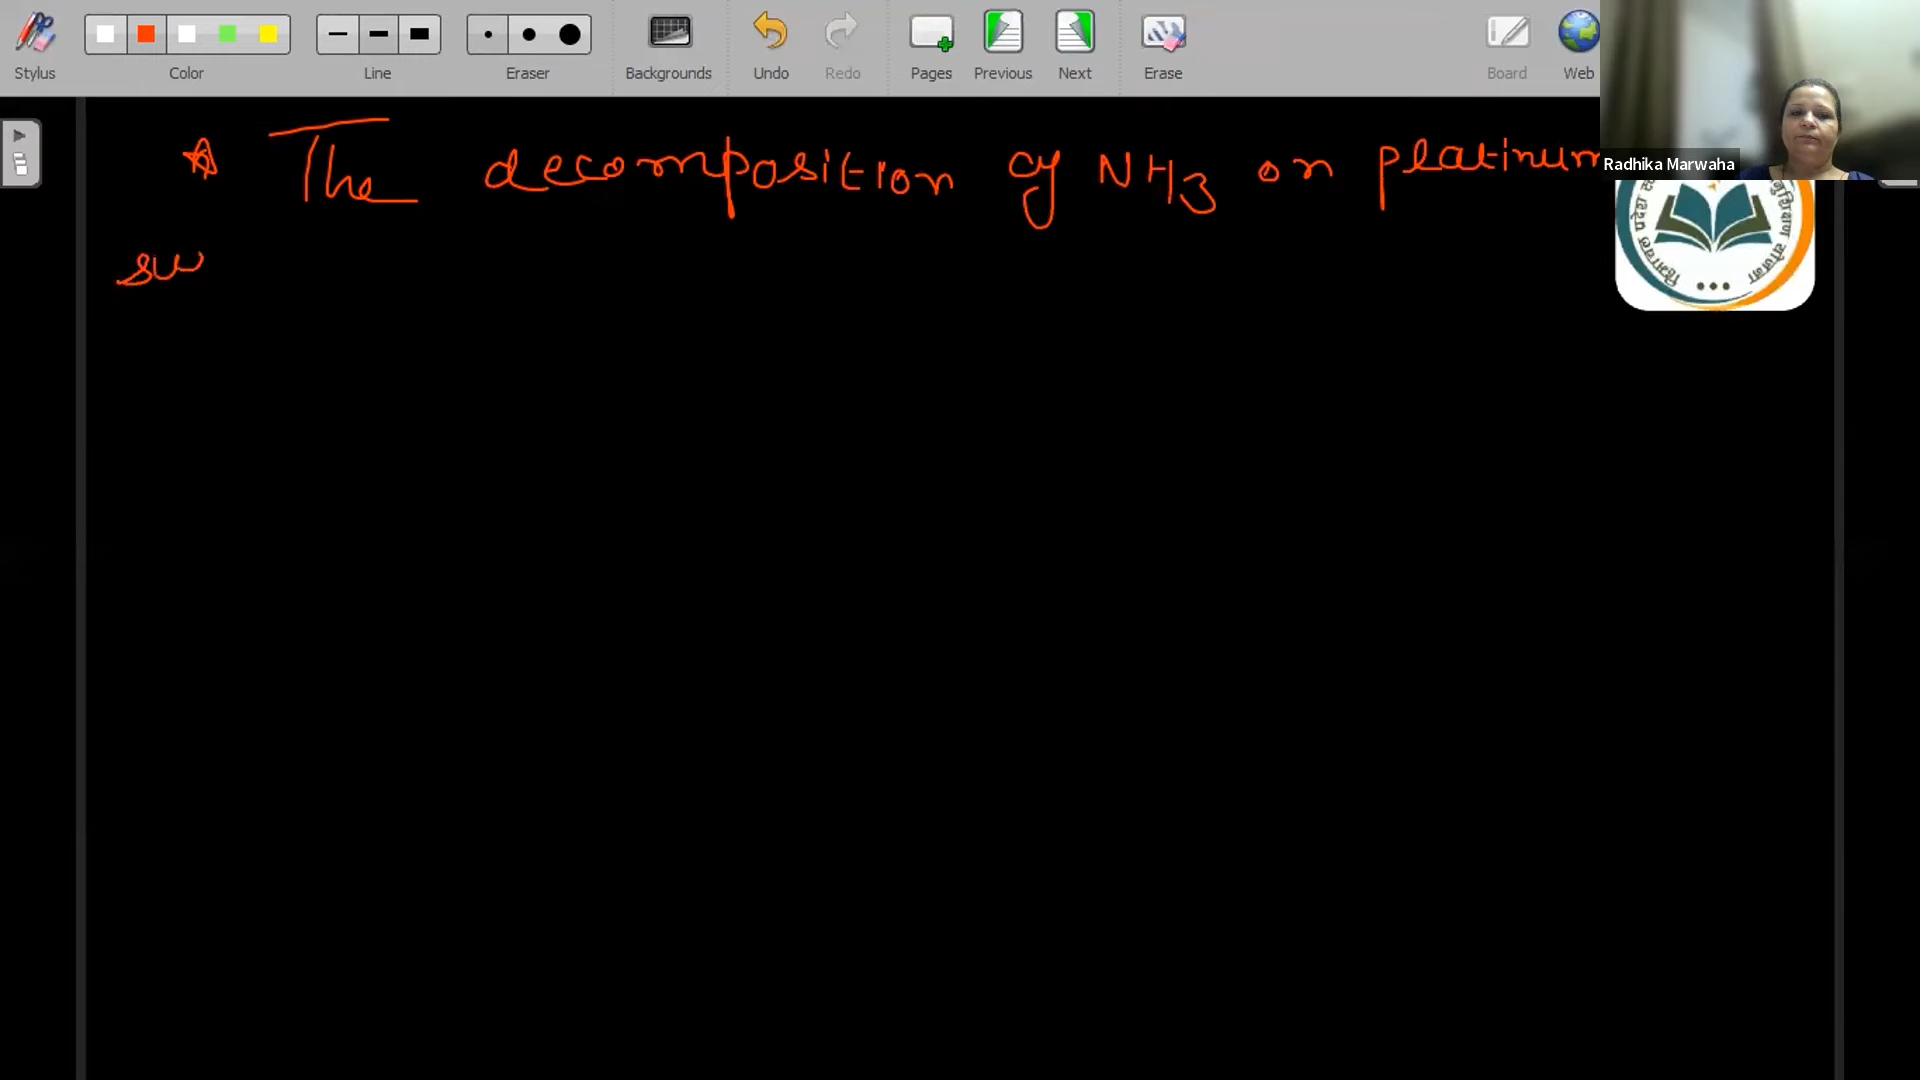 Stylus
Color
Line
Eraser
Backgrounds
Undo
Redo
Pages
Previous
Next
Erase
Board
Web
Radhika Marwaha
The decomposition of NH3 on platinum
su